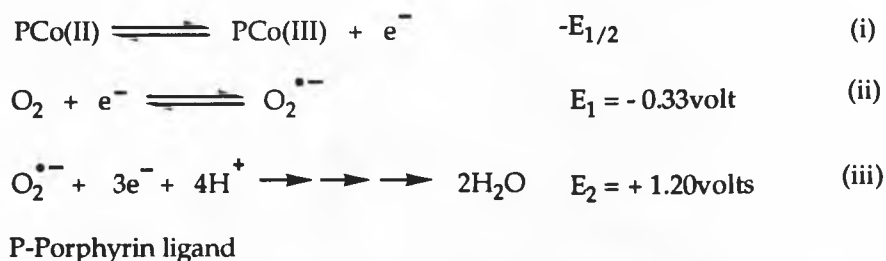 PCo(II) ⇌ PCo(III) + e⁻ -E₁/₂ (i)
O₂ + e⁻ ⇌ O₂•⁻ E₁ = - 0.33volt (ii)
O₂•⁻ + 3e⁻ + 4H⁺ →→→ 2H₂O E₂ = + 1.20volts (iii)
P-Porphyrin ligand